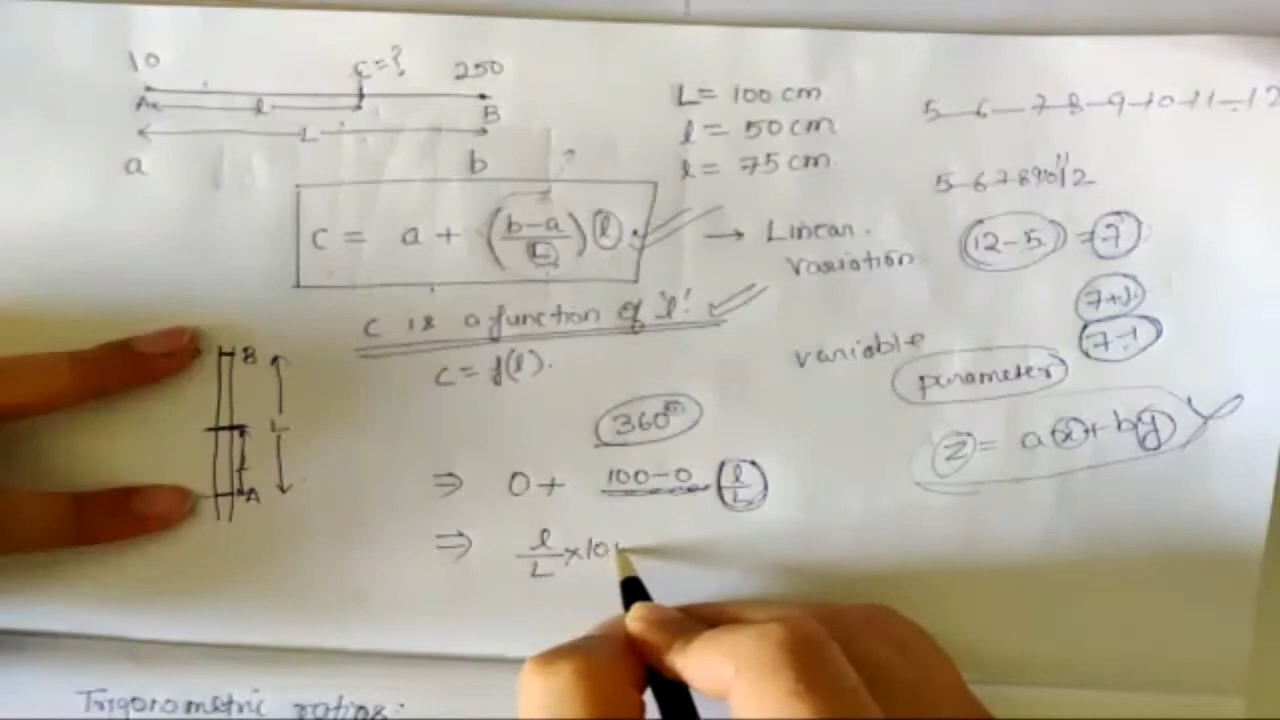 10 C=? 250
A l B
L
a b
L= 100 cm
l = 50 cm
l = 75 cm
C = a + (b-a/L) l
→ Linear
variation
C is a function of 'l'
C = f(l).
5-6-7-8-9-10-11-12
5-6 7 8 9 10 11 12
12-5 = 7
7+1
7-1
variable
parameter
z = ax + by
B
L
l
A
360°
⇒ 0 + 100-0 l/L
⇒ l/L × 10
Trigonometric ratios: